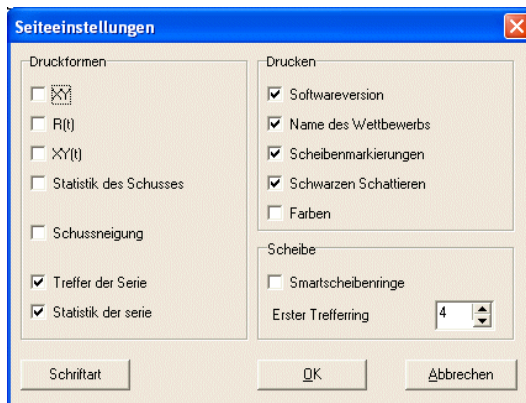 Seiteeinstellungen
Druckformen
XY
R(t)
XY(t)
Statistik des Schusses
Schussneigung
Treffer der Serie
Statistik der serie
Drucken
Softwareversion
Name des Wettbewerbs
Scheibenmarkierungen
Schwarzen Schattieren
Farben
Scheibe
Smartscheibenringe
Erster Trefferring 4
Schriftart
OK
Abbrechen